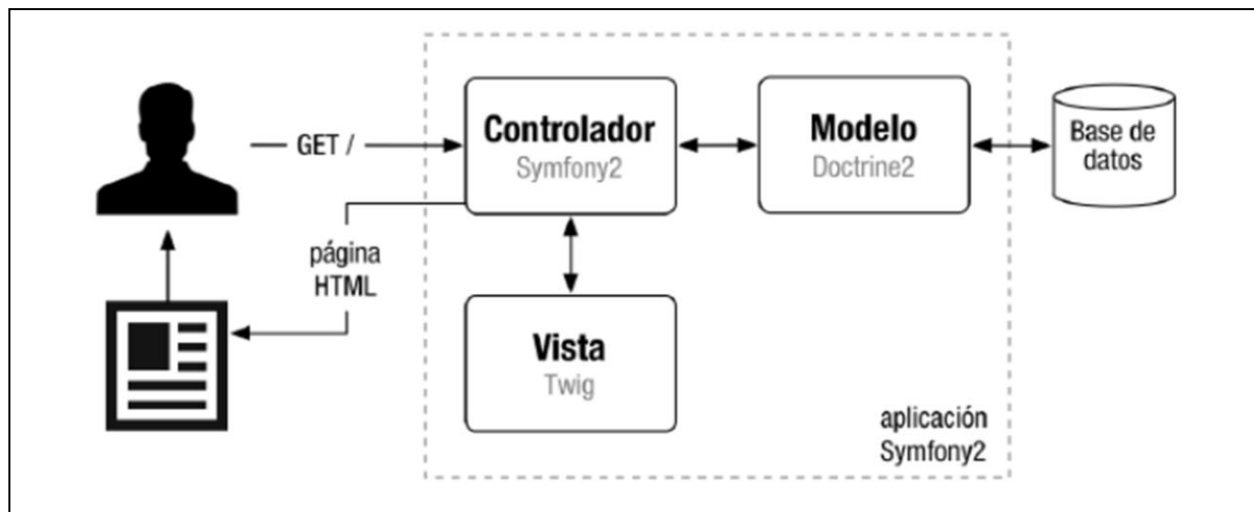 GET /
Controlador
Symfony2
Modelo
Doctrine2
Base de
datos
página
HTML
Vista
Twig
aplicación
Symfony2